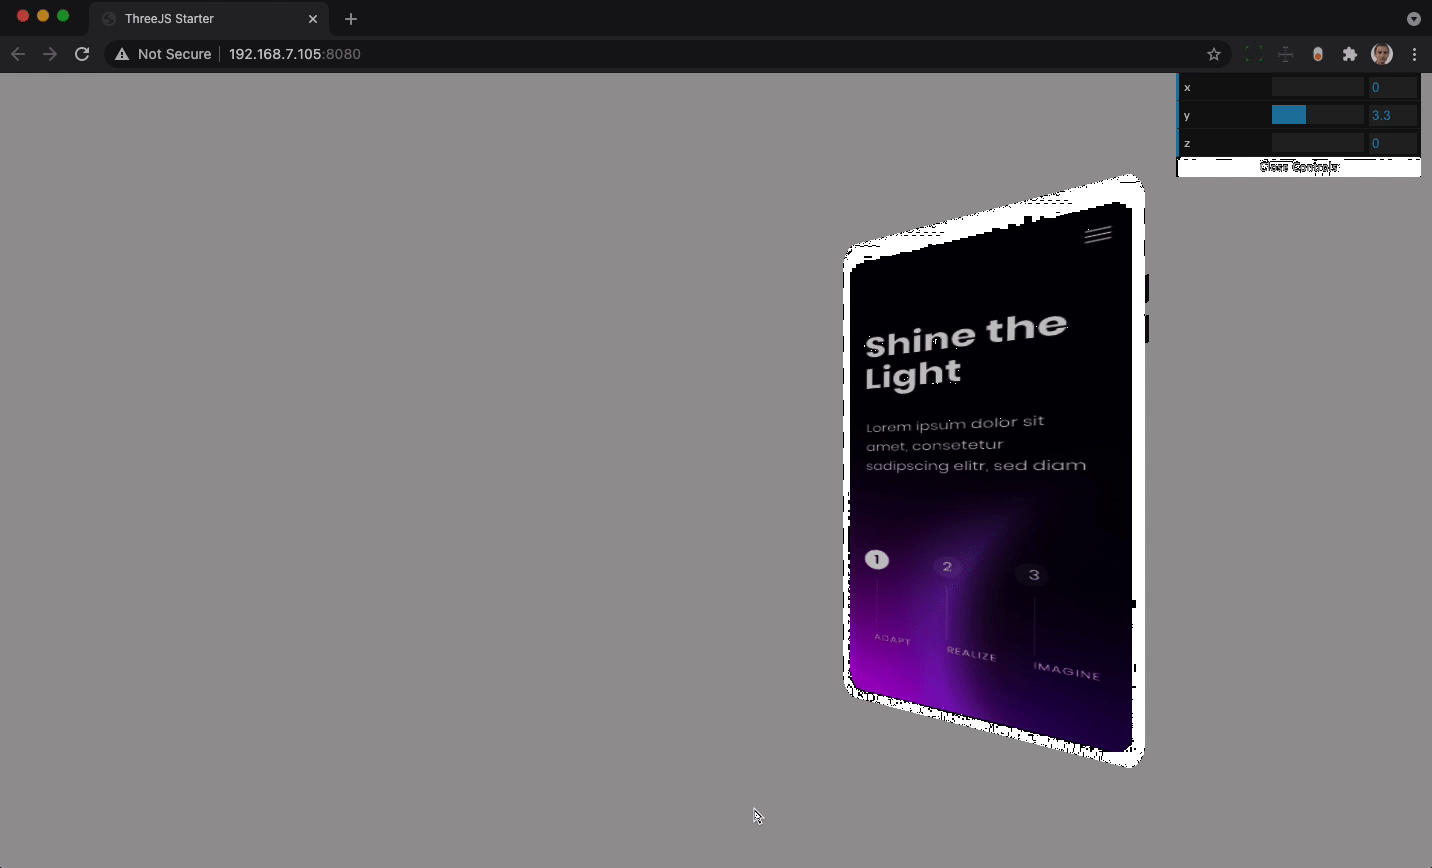 ThreeJS Starter
Not Secure 192.168.7.105:8080
x 0
y 3.3
z 0
Close Controls
Shine the
Light
Lorem ipsum dolor sit
amet, consetetur
sadipscing elitr, sed diam
1 2 3
ADAPT
REALIZE
IMAGINE